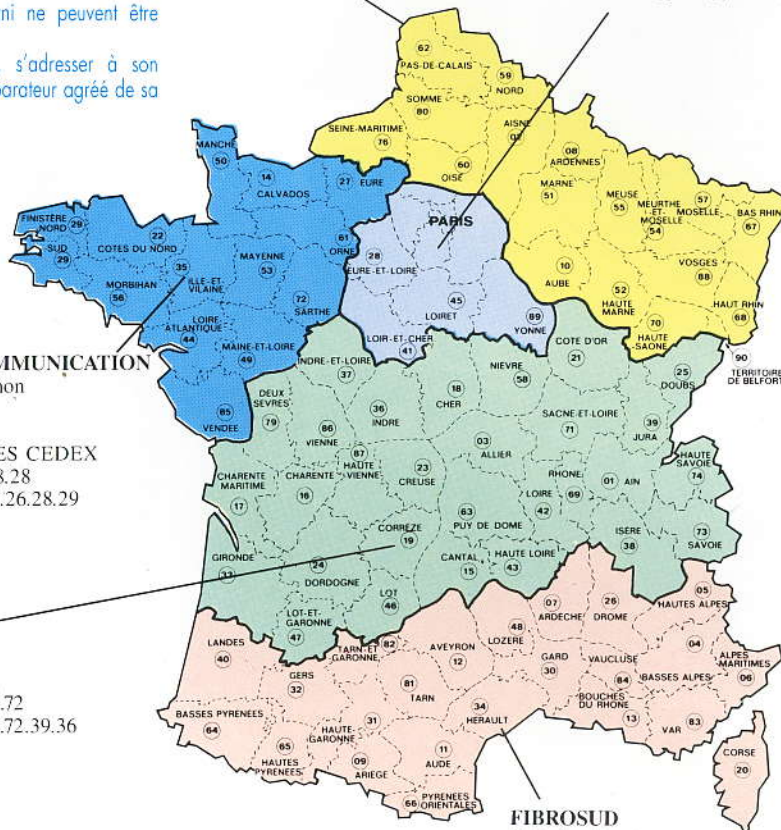 ni ne peuvent être
s'adresser à son
parateur agréé de sa
62
PAS-DE-CALAIS
59
NORD
SOMME
80
AISNE
02
SEINE-MARITIME
76
60
OISE
08
ARDENNES
MANCHE
50
14
CALVADOS
27
EURE
MARNE
51
MEUSE
55
MEURTHE
-ET-
MOSELLE
54
57
MOSELLE
BAS RHIN
67
FINISTÈRE
NORD
29
SUD
29
22
COTES DU NORD
MORBIHAN
56
35
ILLE-ET
VILAINE
MAYENNE
53
61
ORNE
72
SARTHE
PARIS
28
EURE-ET-LOIRE
45
LOIRET
89
YONNE
LOIR-ET-CHER
41
10
AUBE
52
HAUTE
MARNE
VOSGES
88
HAUT RHIN
68
70
HAUTE
SAONE
90
TERRITOIRE
DE BELFORT
LOIRE-
ATLANTIQUE
44
MAINE-ET-LOIRE
49
85
VENDEE
MMUNICATION
non
ES CEDEX
8.28
.26.28.29
INDRE-ET-LOIRE
37
DEUX
SEVRES
79
86
VIENNE
36
INDRE
18
CHER
NIEVRE
58
COTE D'OR
21
25
DOUBS
SACNE-ET-LOIRE
71
39
JURA
03
ALLIER
87
HAUTE
VIENNE
23
CREUSE
CHARENTE
MARITIME
17
CHARENTE
16
HAUTE
SAVOIE
74
RHONE
69
01
AIN
LOIRE
42
63
PUY DE DOME
CORRÈZE
19
ISÈRE
38
73
SAVOIE
GIRONDE
33
24
DORDOGNE
CANTAL
15
HAUTE LOIRE
43
LOT
46
LOT-ET-
GARONNE
47
.72
.72.39.36
LANDES
40
GERS
32
TARN-ET
GARONNE
82
AVEYRON
12
48
LOZERE
07
ARDECHE
26
DROME
05
HAUTES ALPES
04
BASSES ALPES
ALPES
MARITIMES
06
GARD
30
VAUCLUSE
84
81
TARN
BASSES PYRENEES
64
65
HAUTES
PYRENEES
HAUTE-
GARONNE
31
34
HERAULT
BOUCHES
DU RHONE
13
VAR
83
09
ARIEGE
11
AUDE
66
PYRENEES
ORIENTALES
CORSE
20
FIBROSUD